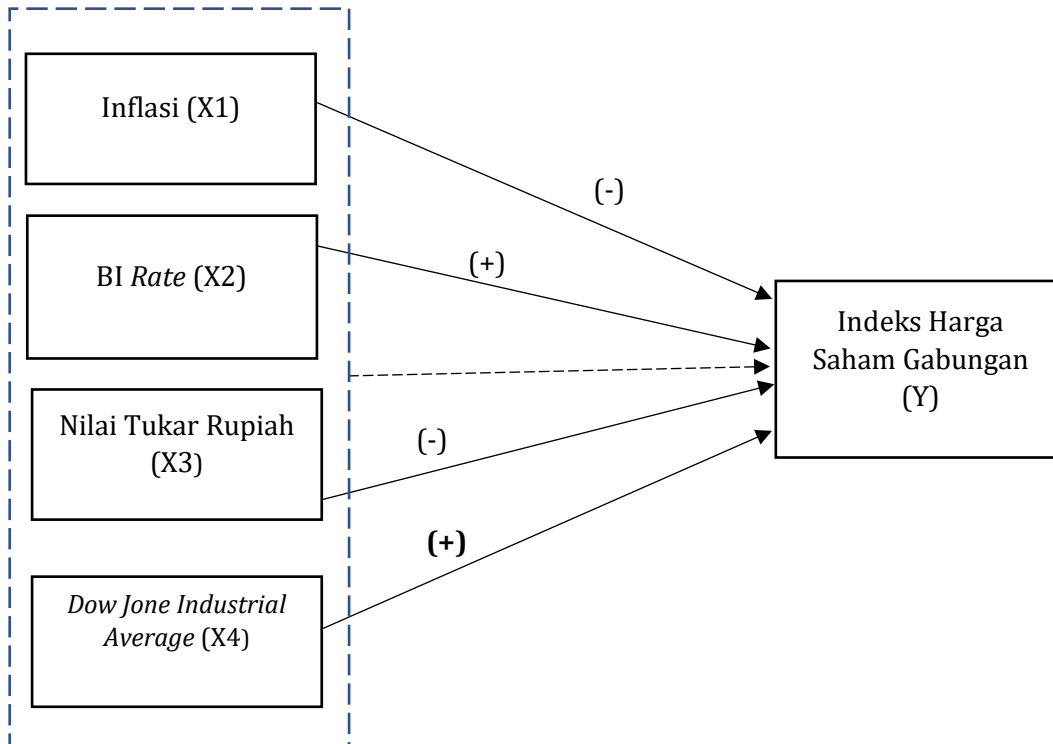 Inflasi (X1)
(-)
BI Rate (X2)
(+)
Indeks Harga
Saham Gabungan
(Y)
Nilai Tukar Rupiah
(X3)
(-)
(+)
Dow Jone Industrial
Average (X4)